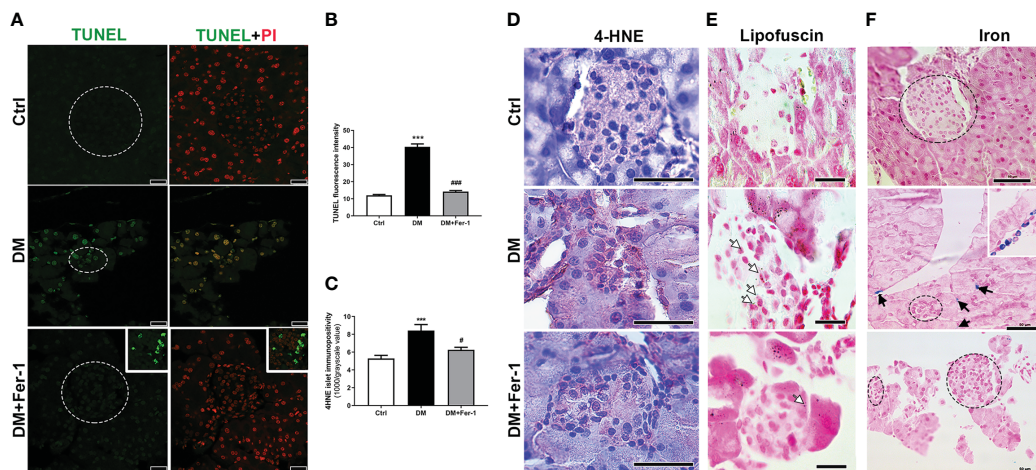 A
TUNEL
TUNEL+PI
Ctrl
DM
DM+Fer-1
B
TUNEL fluorescence intensity
50
40
30
20
10
0
***
###
Ctrl
DM
DM+Fer-1
C
4HNE islet immunopositivity
(1000/grayscale value)
10
8
6
4
2
0
***
#
Ctrl
DM
DM+Fer-1
D
4-HNE
E
Lipofuscin
F
Iron
Ctrl
DM
DM+Fer-1
50 µm